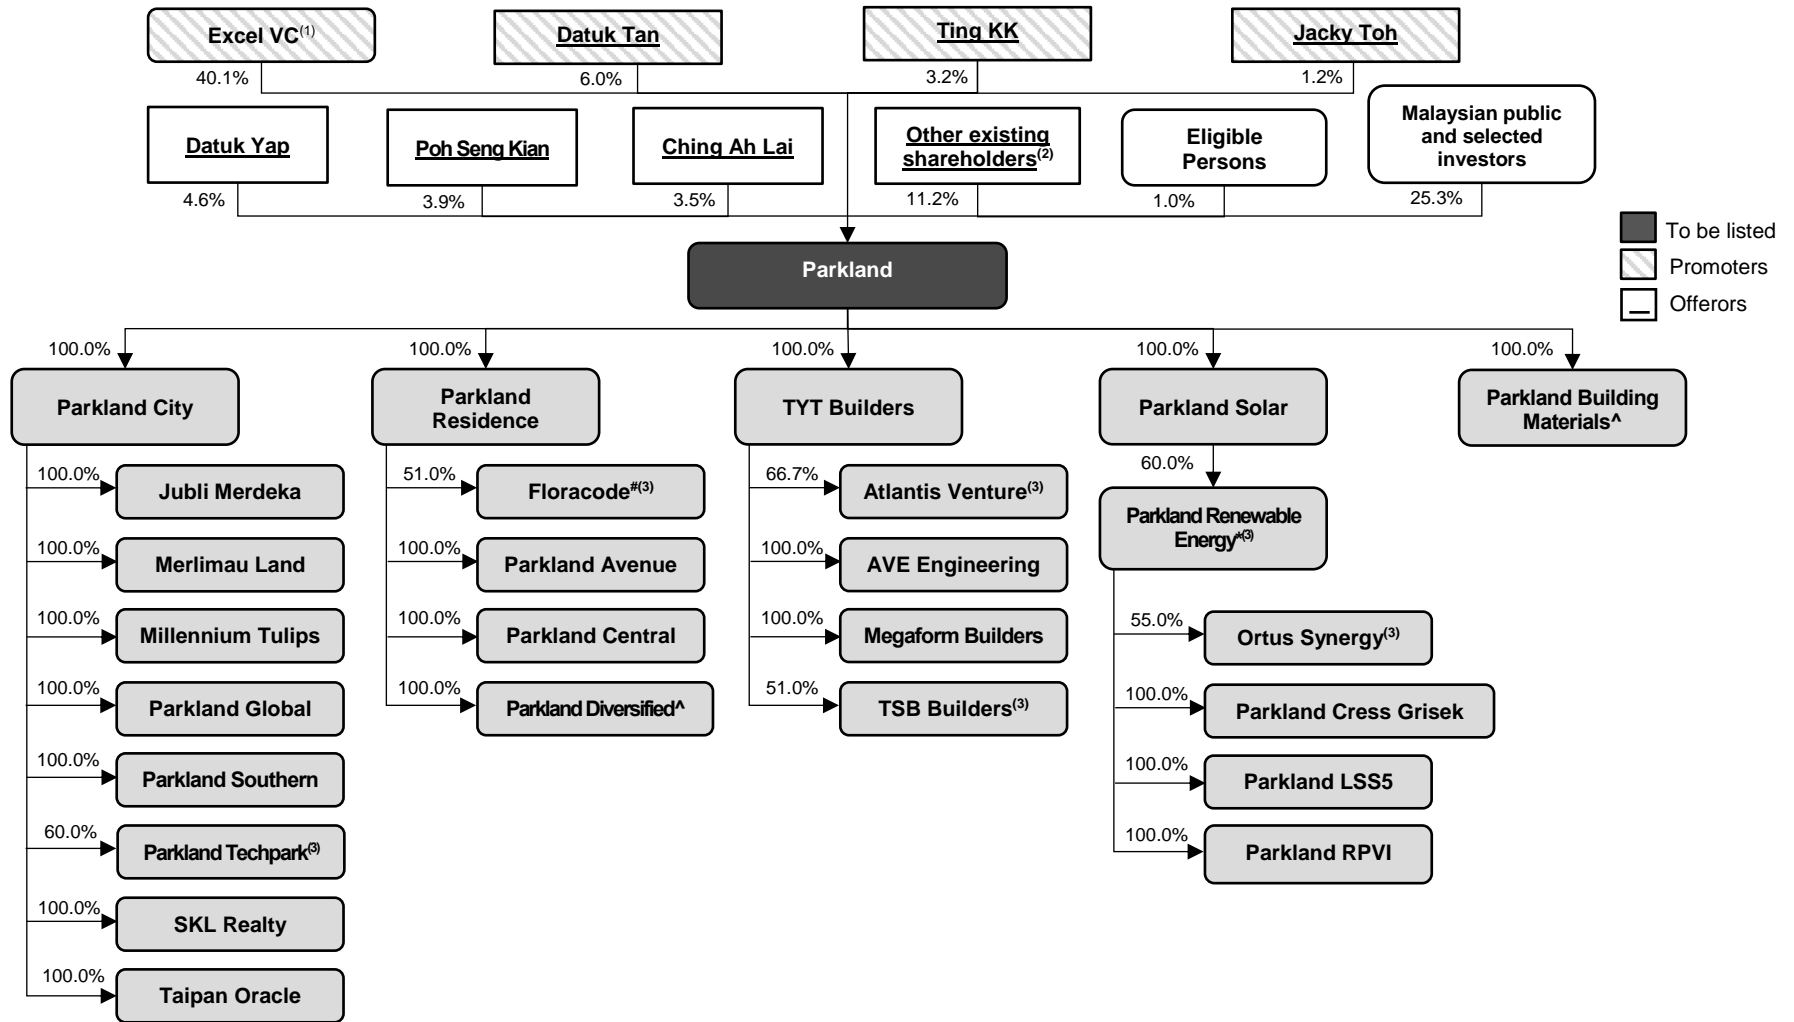 Excel VC(1)
Datuk Tan
Ting KK
Jacky Toh
40.1%
6.0%
3.2%
1.2%
Datuk Yap
Poh Seng Kian
Ching Ah Lai
Other existing
shareholders(2)
Eligible
Persons
Malaysian public
and selected
investors
4.6%
3.9%
3.5%
11.2%
1.0%
25.3%
To be listed
Promoters
Offerors
Parkland
100.0%
100.0%
100.0%
100.0%
100.0%
Parkland City
Parkland
Residence
TYT Builders
Parkland Solar
Parkland Building
Materials^
100.0%
Jubli Merdeka
100.0%
Merlimau Land
100.0%
Millennium Tulips
100.0%
Parkland Global
100.0%
Parkland Southern
60.0%
Parkland Techpark(3)
100.0%
SKL Realty
100.0%
Taipan Oracle
51.0%
Floracode#(3)
100.0%
Parkland Avenue
100.0%
Parkland Central
100.0%
Parkland Diversified^
66.7%
Atlantis Venture(3)
100.0%
AVE Engineering
100.0%
Megaform Builders
51.0%
TSB Builders(3)
60.0%
Parkland Renewable
Energy*(3)
55.0%
Ortus Synergy(3)
100.0%
Parkland Cress Grisek
100.0%
Parkland LSS5
100.0%
Parkland RPVI